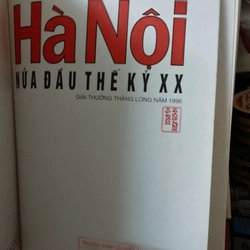 Hà Nội
NỬA ĐẦU THẾ KỶ XX
GIẢI THƯỞNG THĂNG LONG NĂM 1996